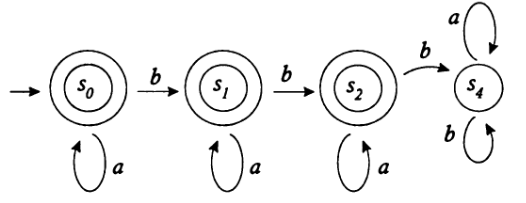 a
b b b
s₀ s₁ s₂ s₄
b
a a a